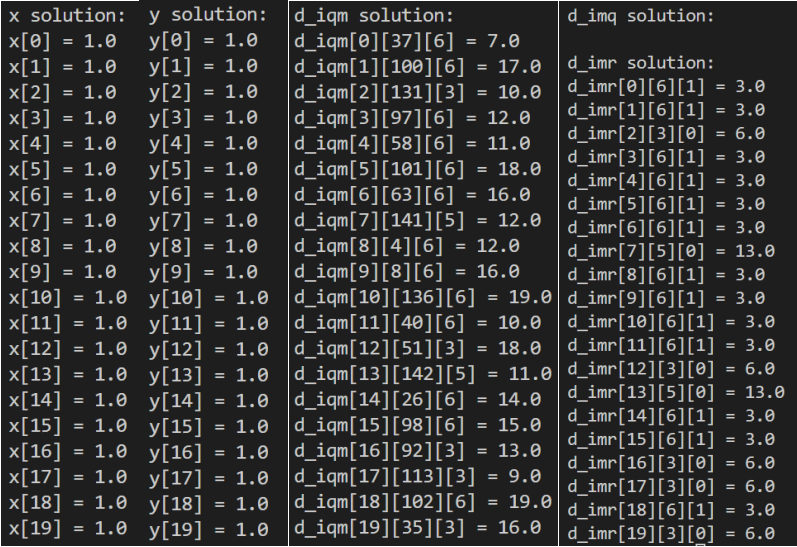 x solution:
x[0] = 1.0
x[1] = 1.0
x[2] = 1.0
x[3] = 1.0
x[4] = 1.0
x[5] = 1.0
x[6] = 1.0
x[7] = 1.0
x[8] = 1.0
x[9] = 1.0
x[10] = 1.0
x[11] = 1.0
x[12] = 1.0
x[13] = 1.0
x[14] = 1.0
x[15] = 1.0
x[16] = 1.0
x[17] = 1.0
x[18] = 1.0
x[19] = 1.0
y solution:
y[0] = 1.0
y[1] = 1.0
y[2] = 1.0
y[3] = 1.0
y[4] = 1.0
y[5] = 1.0
y[6] = 1.0
y[7] = 1.0
y[8] = 1.0
y[9] = 1.0
y[10] = 1.0
y[11] = 1.0
y[12] = 1.0
y[13] = 1.0
y[14] = 1.0
y[15] = 1.0
y[16] = 1.0
y[17] = 1.0
y[18] = 1.0
y[19] = 1.0
d_iqm solution:
d_iqm[0][37][6] = 7.0
d_iqm[1][100][6] = 17.0
d_iqm[2][131][3] = 10.0
d_iqm[3][97][6] = 12.0
d_iqm[4][58][6] = 11.0
d_iqm[5][101][6] = 18.0
d_iqm[6][63][6] = 16.0
d_iqm[7][141][5] = 12.0
d_iqm[8][4][6] = 12.0
d_iqm[9][8][6] = 16.0
d_iqm[10][136][6] = 19.0
d_iqm[11][40][6] = 10.0
d_iqm[12][51][3] = 18.0
d_iqm[13][142][5] = 11.0
d_iqm[14][26][6] = 14.0
d_iqm[15][98][6] = 15.0
d_iqm[16][92][3] = 13.0
d_iqm[17][113][3] = 9.0
d_iqm[18][102][6] = 19.0
d_iqm[19][35][3] = 16.0
d_imq solution:
d_imr solution:
d_imr[0][6][1] = 3.0
d_imr[1][6][1] = 3.0
d_imr[2][3][0] = 6.0
d_imr[3][6][1] = 3.0
d_imr[4][6][1] = 3.0
d_imr[5][6][1] = 3.0
d_imr[6][6][1] = 3.0
d_imr[7][5][0] = 13.0
d_imr[8][6][1] = 3.0
d_imr[9][6][1] = 3.0
d_imr[10][6][1] = 3.0
d_imr[11][6][1] = 3.0
d_imr[12][3][0] = 6.0
d_imr[13][5][0] = 13.0
d_imr[14][6][1] = 3.0
d_imr[15][6][1] = 3.0
d_imr[16][3][0] = 6.0
d_imr[17][3][0] = 6.0
d_imr[18][6][1] = 3.0
d_imr[19][3][0] = 6.0